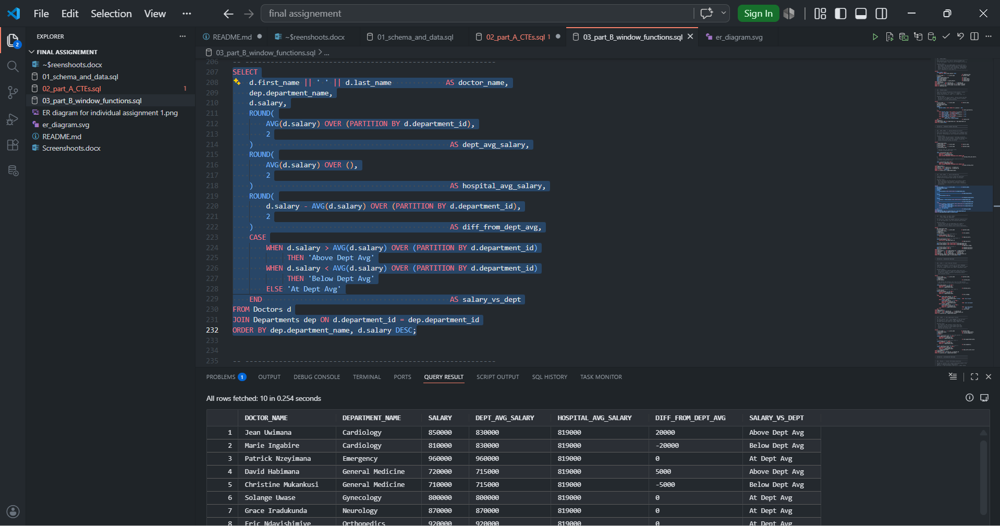 File Edit Selection View ··· final assignement Sign In
EXPLORER ···
FINAL ASSIGNEMENT
~$reenshoots.docx
01_schema_and_data.sql
02_part_A_CTEs.sql 1
03_part_B_window_functions.sql
ER diagram for individual assignment 1.png
er_diagram.svg
README.md
Screenshoots.docx
2
README.md ~$reenshoots.docx 01_schema_and_data.sql 02_part_A_CTEs.sql 1 03_part_B_window_functions.sql er_diagram.svg
03_part_B_window_functions.sql > ...
206 -- ------------------------------------------------------------
207 SELECT
208 d.first_name || ' ' || d.last_name AS doctor_name,
209 dep.department_name,
210 d.salary,
211 ROUND(
212 AVG(d.salary) OVER (PARTITION BY d.department_id),
213 2
214 ) AS dept_avg_salary,
215 ROUND(
216 AVG(d.salary) OVER (),
217 2
218 ) AS hospital_avg_salary,
219 ROUND(
220 d.salary - AVG(d.salary) OVER (PARTITION BY d.department_id),
221 2
222 ) AS diff_from_dept_avg,
223 CASE
224 WHEN d.salary > AVG(d.salary) OVER (PARTITION BY d.department_id)
225 THEN 'Above Dept Avg'
226 WHEN d.salary < AVG(d.salary) OVER (PARTITION BY d.department_id)
227 THEN 'Below Dept Avg'
228 ELSE 'At Dept Avg'
229 END AS salary_vs_dept
230 FROM Doctors d
231 JOIN Departments dep ON d.department_id = dep.department_id
232 ORDER BY dep.department_name, d.salary DESC;
233
234
235 -- ------------------------------------------------------------
PROBLEMS 1 OUTPUT DEBUG CONSOLE TERMINAL PORTS QUERY RESULT SCRIPT OUTPUT SQL HISTORY TASK MONITOR
All rows fetched: 10 in 0.254 seconds
DOCTOR_NAME DEPARTMENT_NAME SALARY DEPT_AVG_SALARY HOSPITAL_AVG_SALARY DIFF_FROM_DEPT_AVG SALARY_VS_DEPT
1 Jean Uwimana Cardiology 850000 830000 819000 20000 Above Dept Avg
2 Marie Ingabire Cardiology 810000 830000 819000 -20000 Below Dept Avg
3 Patrick Nzeyimana Emergency 960000 960000 819000 0 At Dept Avg
4 David Habimana General Medicine 720000 715000 819000 5000 Above Dept Avg
5 Christine Mukankusi General Medicine 710000 715000 819000 -5000 Below Dept Avg
6 Solange Uwase Gynecology 800000 800000 819000 0 At Dept Avg
7 Grace Iradukunda Neurology 870000 870000 819000 0 At Dept Avg
8 Eric Ndayishimiye Orthopedics 920000 920000 819000 0 At Dept Avg